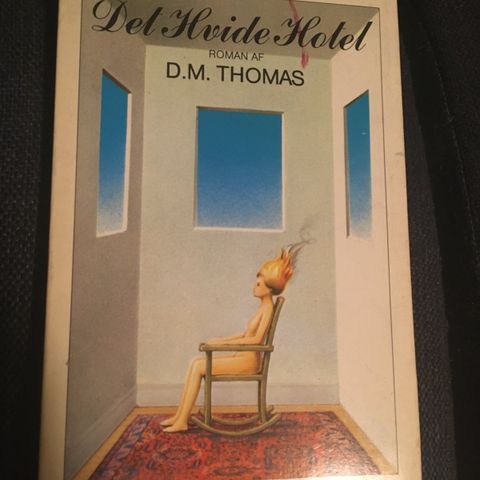 Det Hvide Hotel
ROMAN AF
D.M. THOMAS